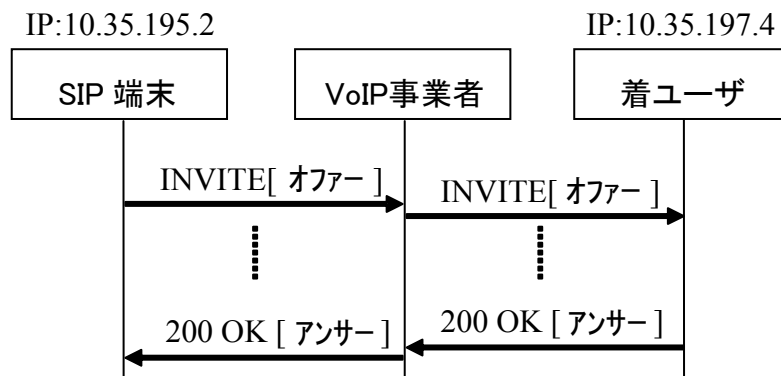 IP:10.35.195.2
IP:10.35.197.4
SIP 端末
VoIP事業者
着ユーザ
INVITE[ オファー ]
INVITE[ オファー ]
200 OK [ アンサー ]
200 OK [ アンサー ]